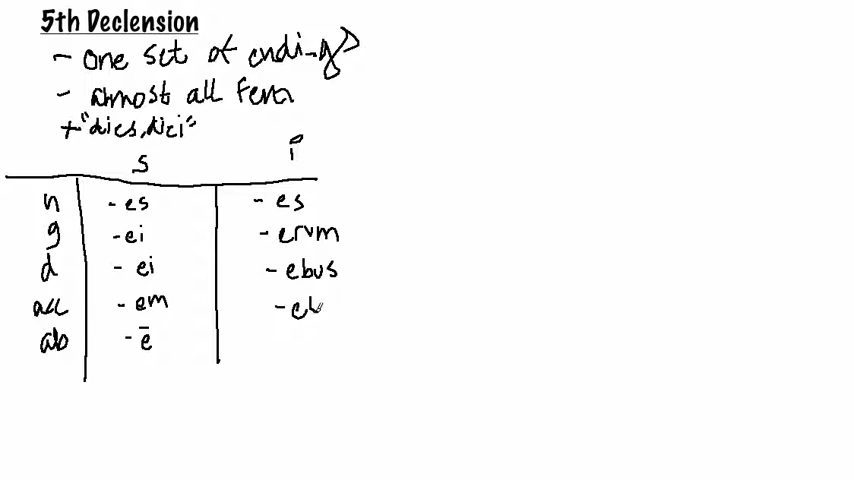 5th Declension
- one set of endings
- almost all fem
+ "dies, diei"
s p
n -es -es
g -ei -erum
d -ei -ebus
acc -em -eb
ab -ē